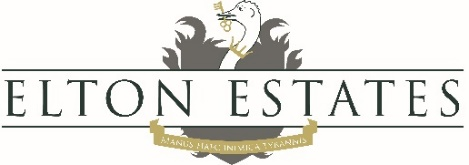 ELTON ESTATES
MANUS HAEC INIMICA TYRANNIS